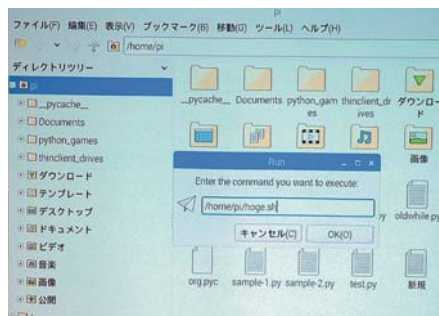 pi
ファイル(F) 編集(E) 表示(V) ブックマーク(B) 移動(G) ツール(L) ヘルプ(H)
/home/pi
ディレクトリツリー
pi
__pycache__
Documents
python_games
thinclient_drives
ダウンロード
テンプレート
デスクトップ
ドキュメント
ビデオ
音楽
画像
公開
__pycache__ Documents python_gam
es
thinclient_dr
ives
ダウンロー
ド
画像
Run
Enter the command you want to execute:
/home/pi/hoge.sh
キャンセル(C) OK(O)
oldwhile.py
org.pyc sample-1.py sample-2.py test.py 新規